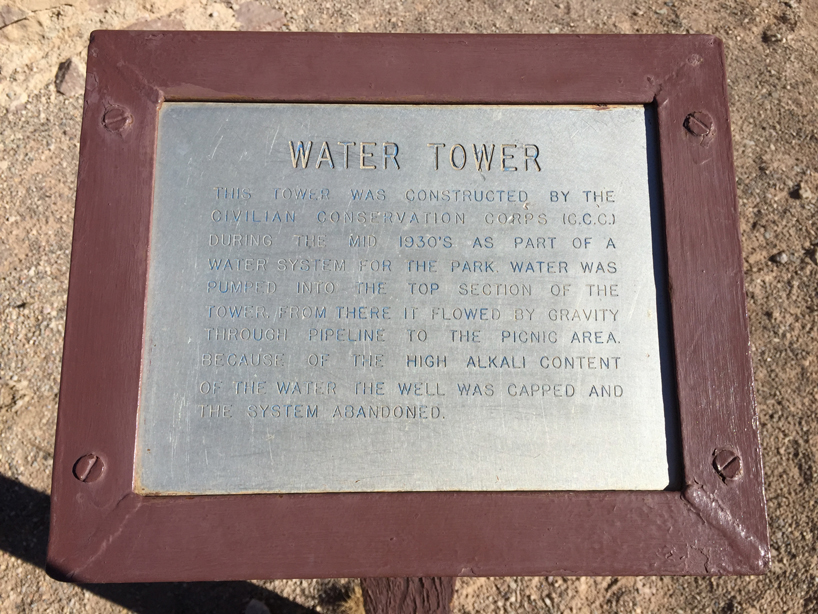 WATER TOWER
THIS TOWER WAS CONSTRUCTED BY THE
CIVILIAN CONSERVATION CORPS (C.C.C.)
DURING THE MID 1930'S AS PART OF A
WATER SYSTEM FOR THE PARK. WATER WAS
PUMPED INTO THE TOP SECTION OF THE
TOWER, FROM THERE IT FLOWED BY GRAVITY
THROUGH PIPELINE TO THE PICNIC AREA.
BECAUSE OF THE HIGH ALKALI CONTENT
OF THE WATER THE WELL WAS CAPPED AND
THE SYSTEM ABANDONED.